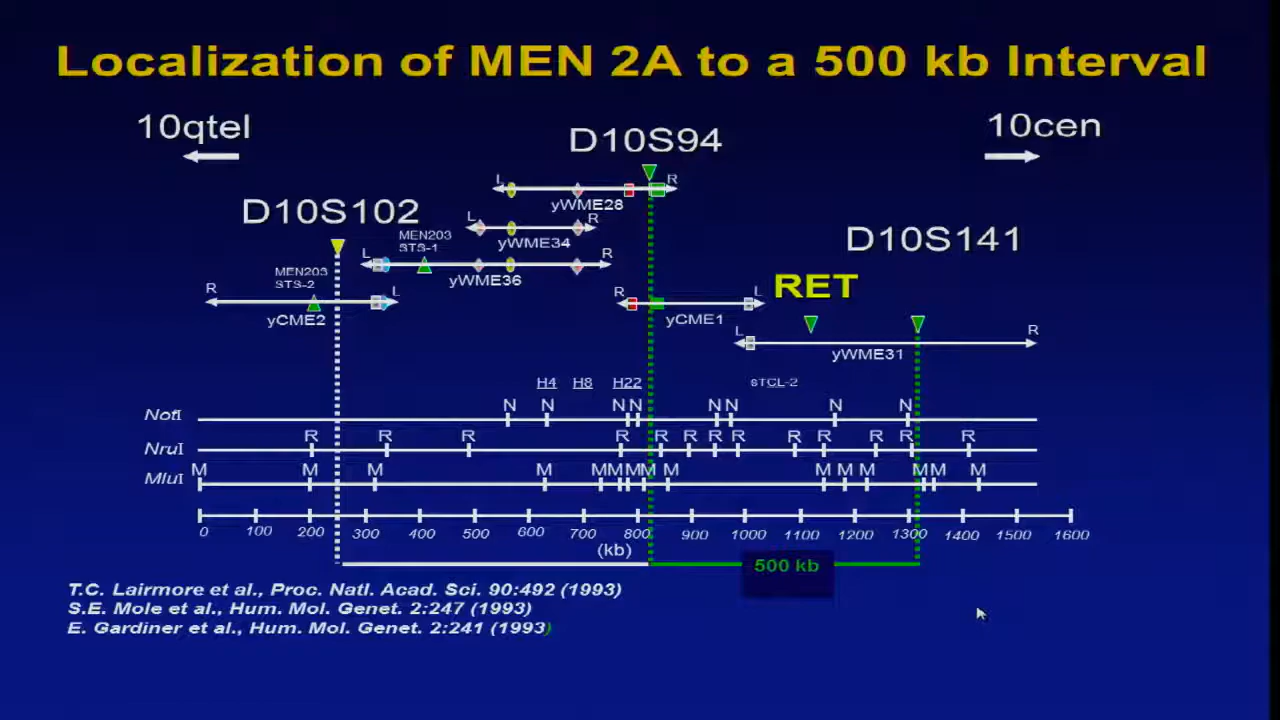 Localization of MEN 2A to a 500 kb Interval
10qtel
10cen
D10S94
D10S102
D10S141
L R
yWME28
L R
yWME34
MEN203
STS-1
L R
yWME36
MEN203
STS-2
R L
yCME2
RET
R L
yCME1
L R
yWME31
H4 H8 H22
sTCL-2
NotI N N N N N N N N
NruI R R R R R R R R R R R R R
MluI M M M M M M M M M M M M M M M M
0 100 200 300 400 500 600 700 800 900 1000 1100 1200 1300 1400 1500 1600
(kb)
500 kb
T.C. Lairmore et al., Proc. Natl. Acad. Sci. 90:492 (1993)
S.E. Mole et al., Hum. Mol. Genet. 2:247 (1993)
E. Gardiner et al., Hum. Mol. Genet. 2:241 (1993)